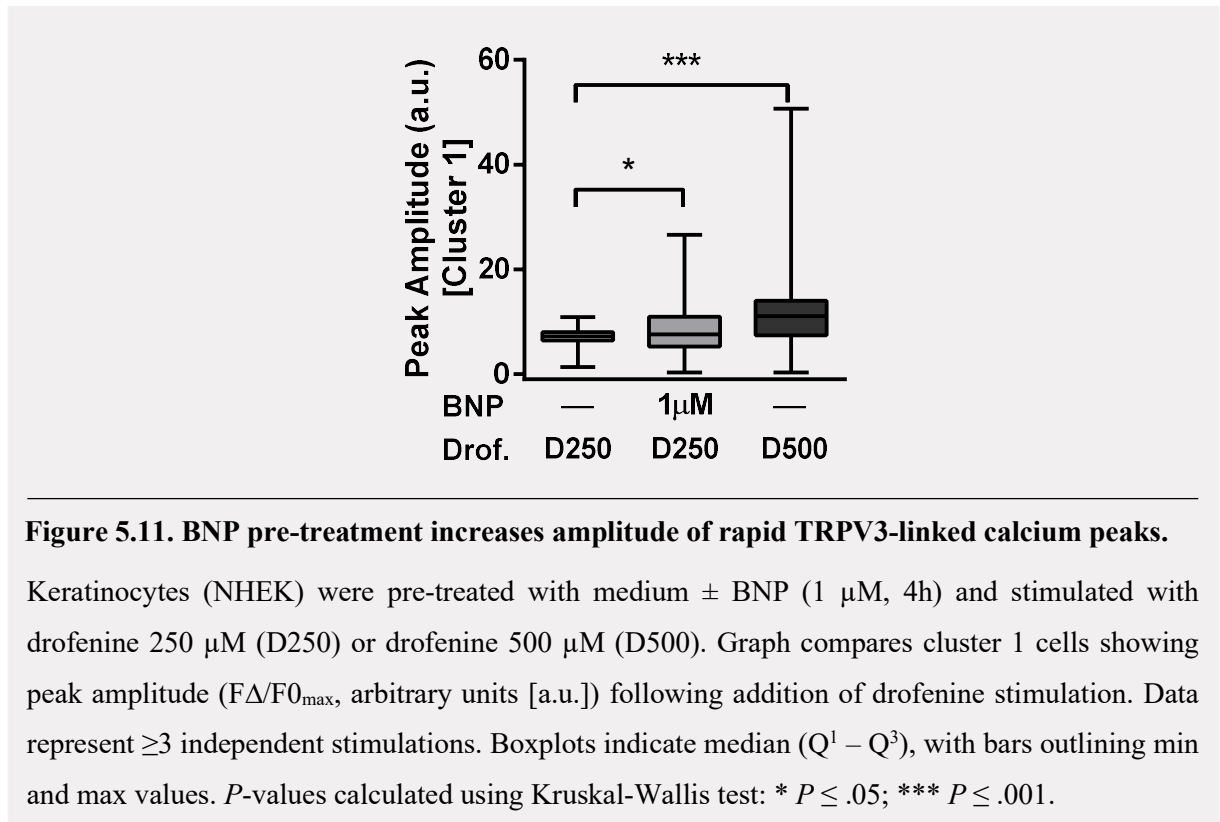 60
***
Peak Amplitude (a.u.)
[Cluster 1]
40
*
20
0
BNP — 1μM —
Drof. D250 D250 D500
Figure 5.11. BNP pre-treatment increases amplitude of rapid TRPV3-linked calcium peaks.
Keratinocytes (NHEK) were pre-treated with medium ± BNP (1 μM, 4h) and stimulated with
drofenine 250 μM (D250) or drofenine 500 μM (D500). Graph compares cluster 1 cells showing
peak amplitude (FΔ/F0max, arbitrary units [a.u.]) following addition of drofenine stimulation. Data
represent ≥3 independent stimulations. Boxplots indicate median (Q¹ – Q³), with bars outlining min
and max values. P-values calculated using Kruskal-Wallis test: * P ≤ .05; *** P ≤ .001.